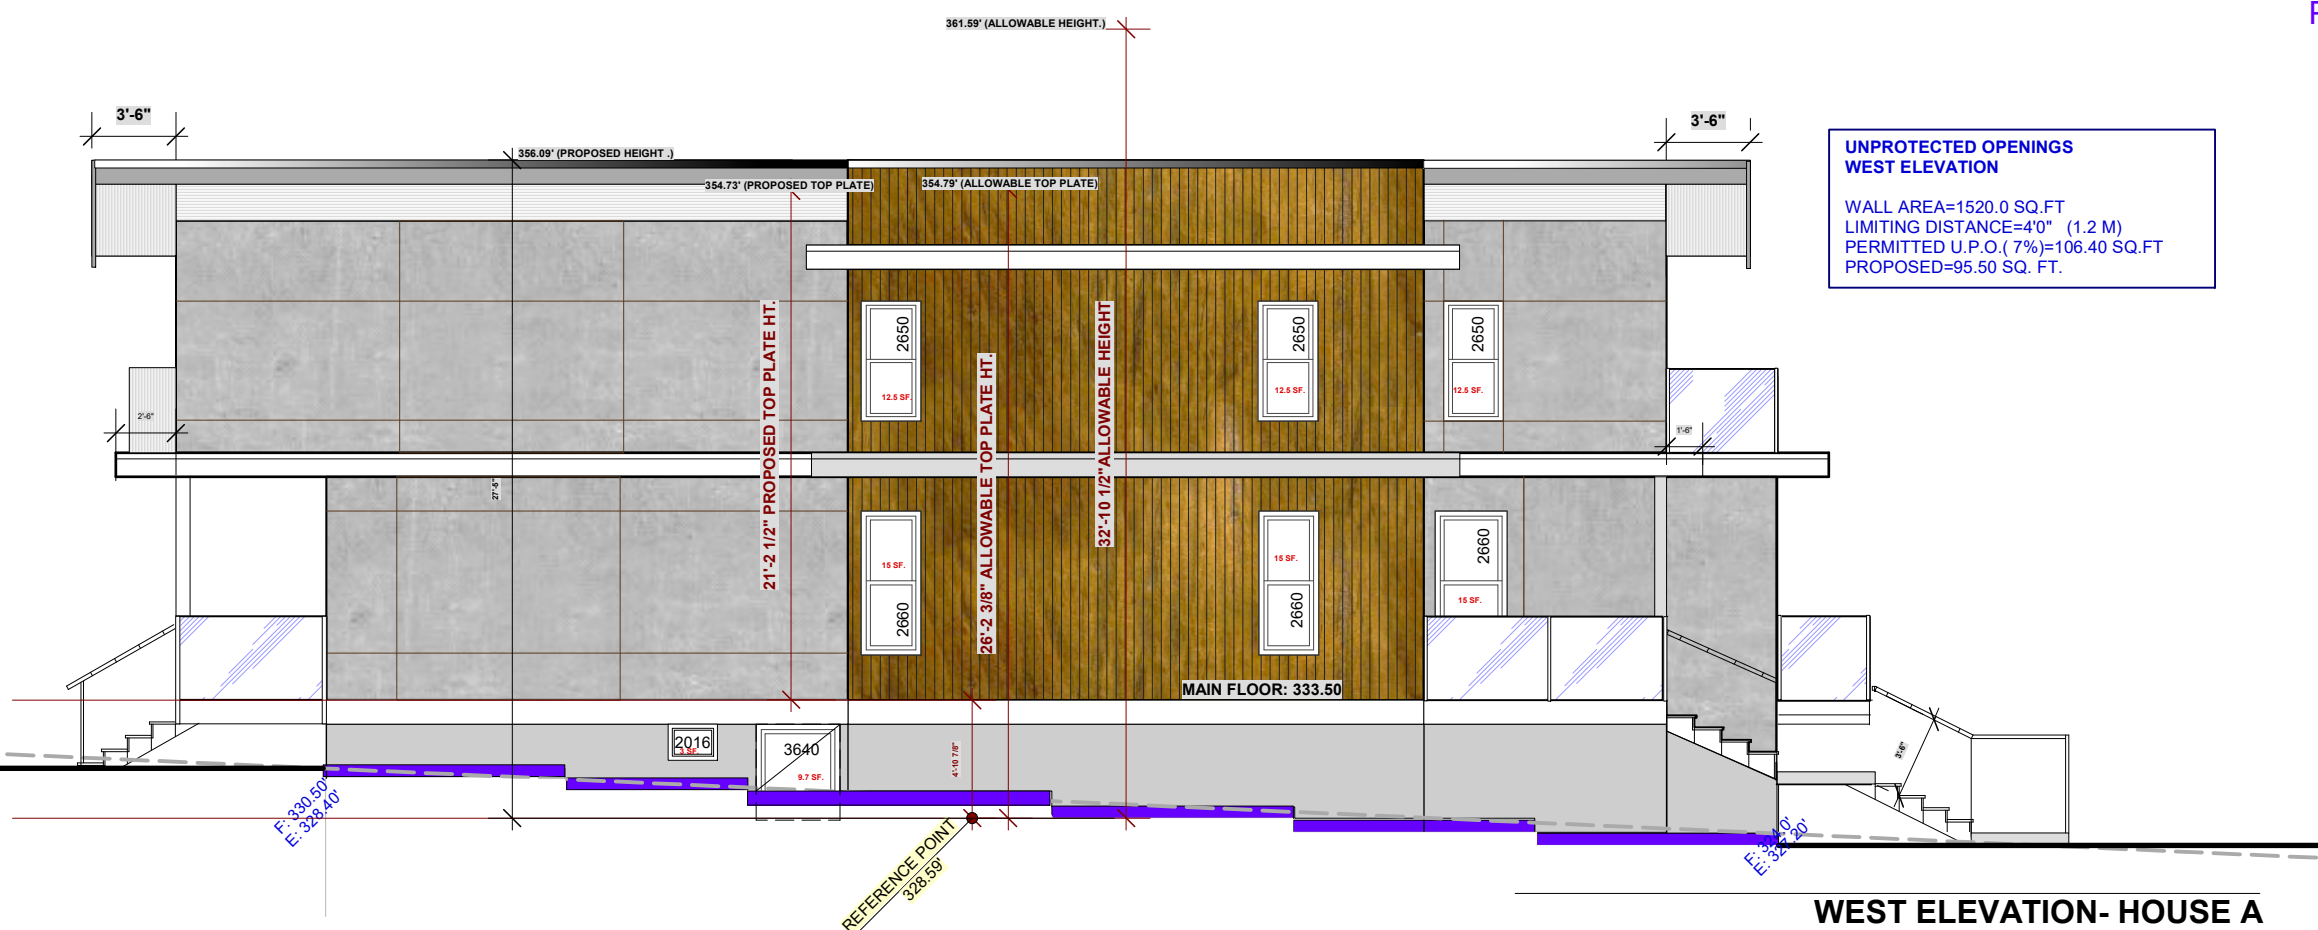 361.59' (ALLOWABLE HEIGHT.)
3'-6"
3'-6"
356.09' (PROPOSED HEIGHT .)
354.73' (PROPOSED TOP PLATE)
354.79' (ALLOWABLE TOP PLATE)
UNPROTECTED OPENINGS
WEST ELEVATION
WALL AREA=1520.0 SQ.FT
LIMITING DISTANCE=4'0" (1.2 M)
PERMITTED U.P.O.( 7%)=106.40 SQ.FT
PROPOSED=95.50 SQ. FT.
2650
12.5 SF.
2650
12.5 SF.
2650
12.5 SF.
21'-2 1/2" PROPOSED TOP PLATE HT.
26'-2 3/8" ALLOWABLE TOP PLATE HT.
32'-10 1/2"ALLOWABLE HEIGHT
2'-6"
1'-6"
27'-6"
15 SF.
2660
15 SF.
2660
2660
15 SF.
MAIN FLOOR: 333.50
2016
3 SF.
3640
9.7 SF.
4'-10 7/8"
3'-6"
F: 330.50'
E: 328.40'
REFERENCE POINT
328.59'
E: 327.20'
WEST ELEVATION- HOUSE A